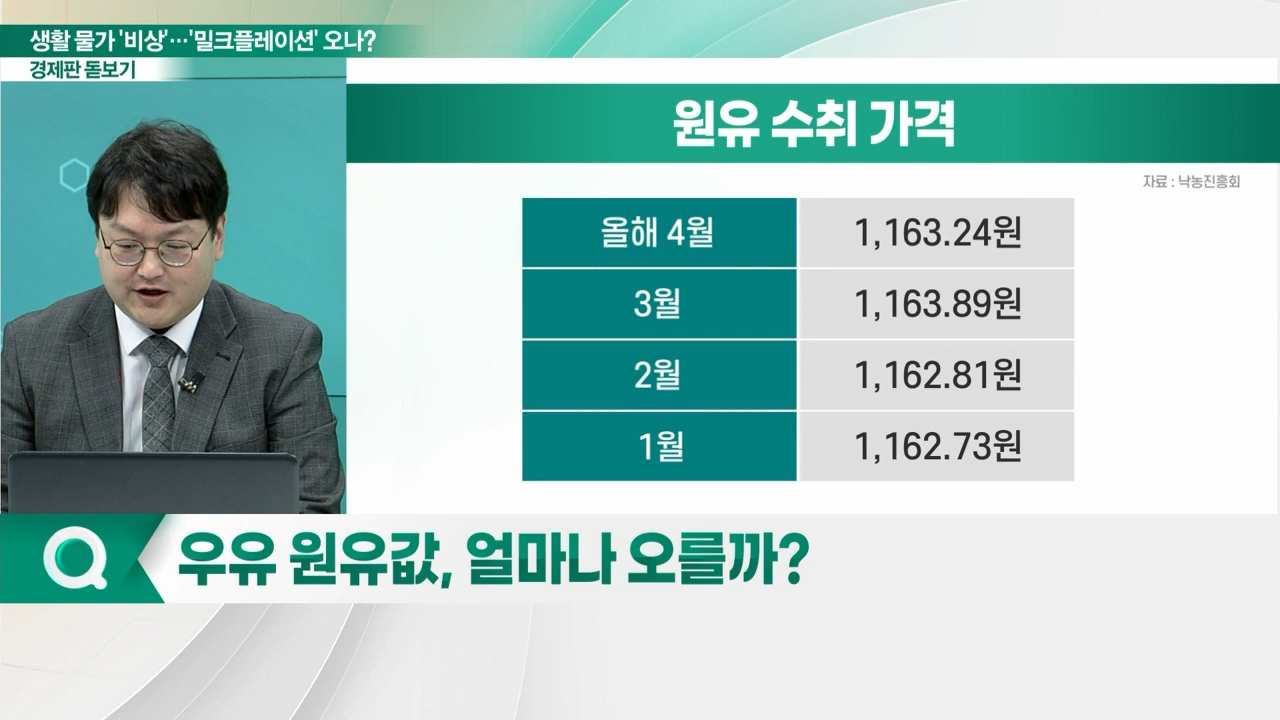 생활 물가 '비상'…'밀크플레이션' 오나?
경제판 돋보기
원유 수취 가격
자료 : 낙농진흥회
올해 4월 1,163.24원
3월 1,163.89원
2월 1,162.81원
1월 1,162.73원
우유 원유값, 얼마나 오를까?